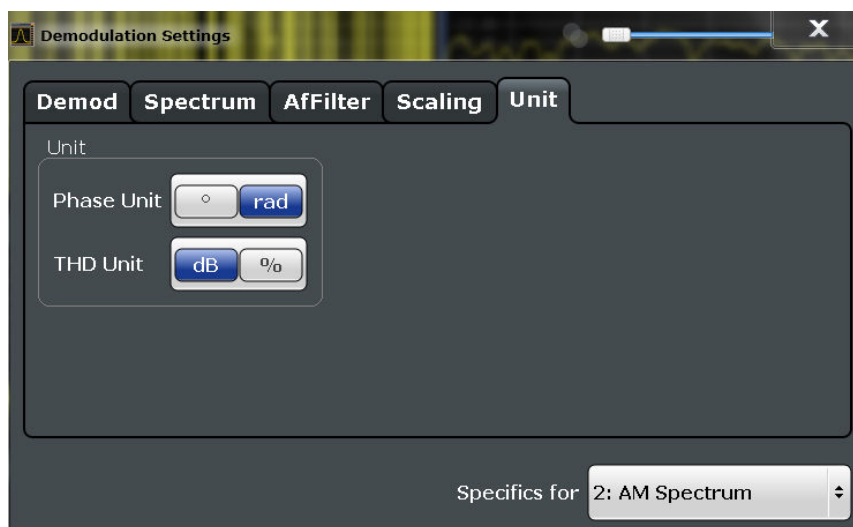 Demodulation Settings
X
Demod Spectrum AfFilter Scaling Unit
Unit
Phase Unit ° rad
THD Unit dB %
Specifics for 2: AM Spectrum